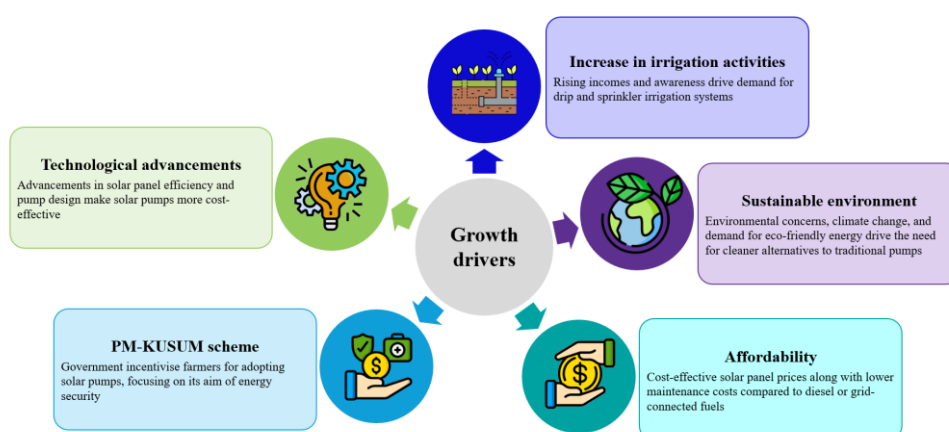 Increase in irrigation activities
Rising incomes and awareness drive demand for
drip and sprinkler irrigation systems
Technological advancements
Advancements in solar panel efficiency and
pump design make solar pumps more cost-
effective
Growth
drivers
Sustainable environment
Environmental concerns, climate change, and
demand for eco-friendly energy drive the need
for cleaner alternatives to traditional pumps
PM-KUSUM scheme
Government incentivise farmers for adopting
solar pumps, focusing on its aim of energy
security
$
$
Affordability
Cost-effective solar panel prices along with lower
maintenance costs compared to diesel or grid-
connected fuels